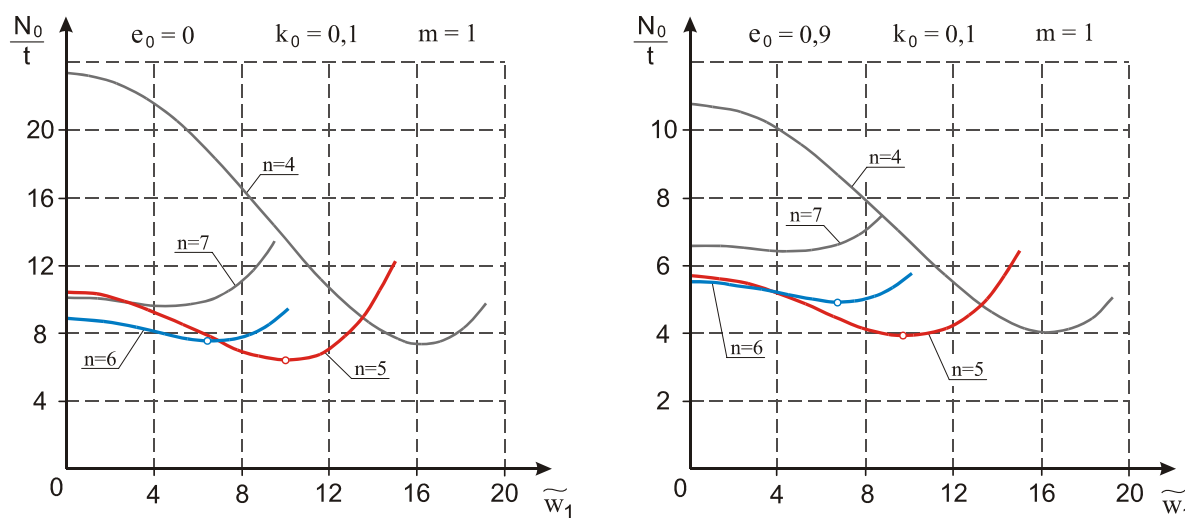 N₀/t
e₀ = 0 k₀ = 0,1 m = 1
20
16
12
8
4
n=4
n=7
n=6
n=5
0 4 8 12 16 20
w̃₁
N₀/t
e₀ = 0,9 k₀ = 0,1 m = 1
10
8
6
4
2
n=4
n=7
n=6
n=5
0 4 8 12 16 20
w̃